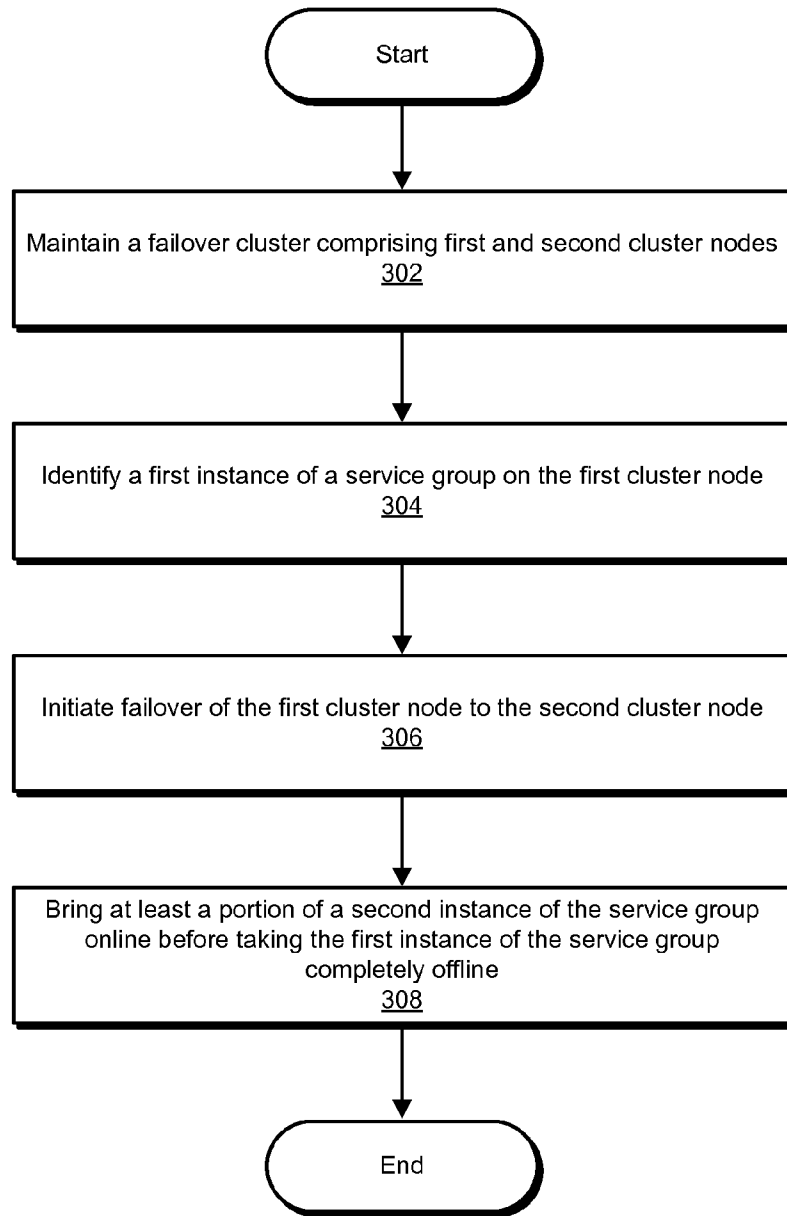 Start
Maintain a failover cluster comprising first and second cluster nodes
302
Identify a first instance of a service group on the first cluster node
304
Initiate failover of the first cluster node to the second cluster node
306
Bring at least a portion of a second instance of the service group
online before taking the first instance of the service group
completely offline
308
End